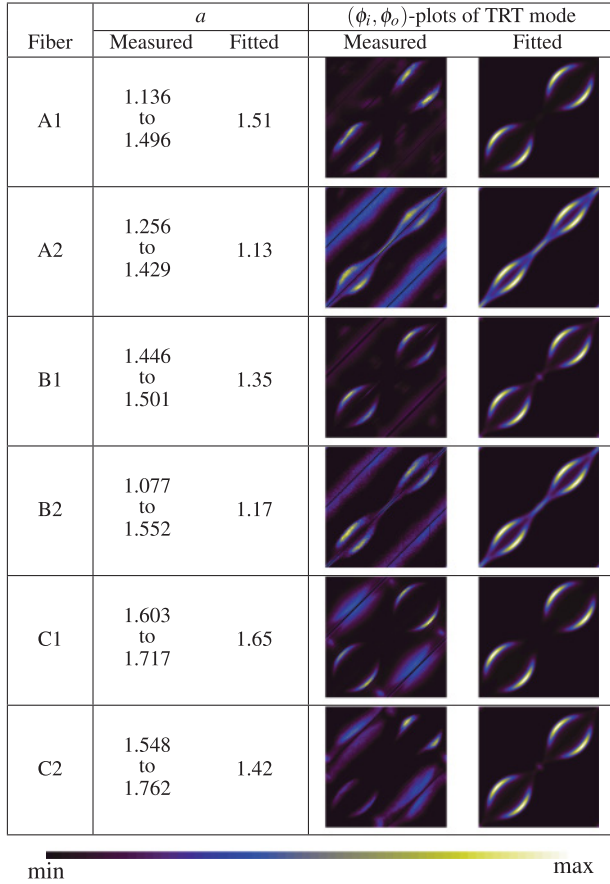 a
(ϕi, ϕo)-plots of TRT mode
Fiber
Measured
Fitted
Measured
Fitted
A1
1.136
to
1.496
1.51
A2
1.256
to
1.429
1.13
B1
1.446
to
1.501
1.35
B2
1.077
to
1.552
1.17
C1
1.603
to
1.717
1.65
C2
1.548
to
1.762
1.42
min
max